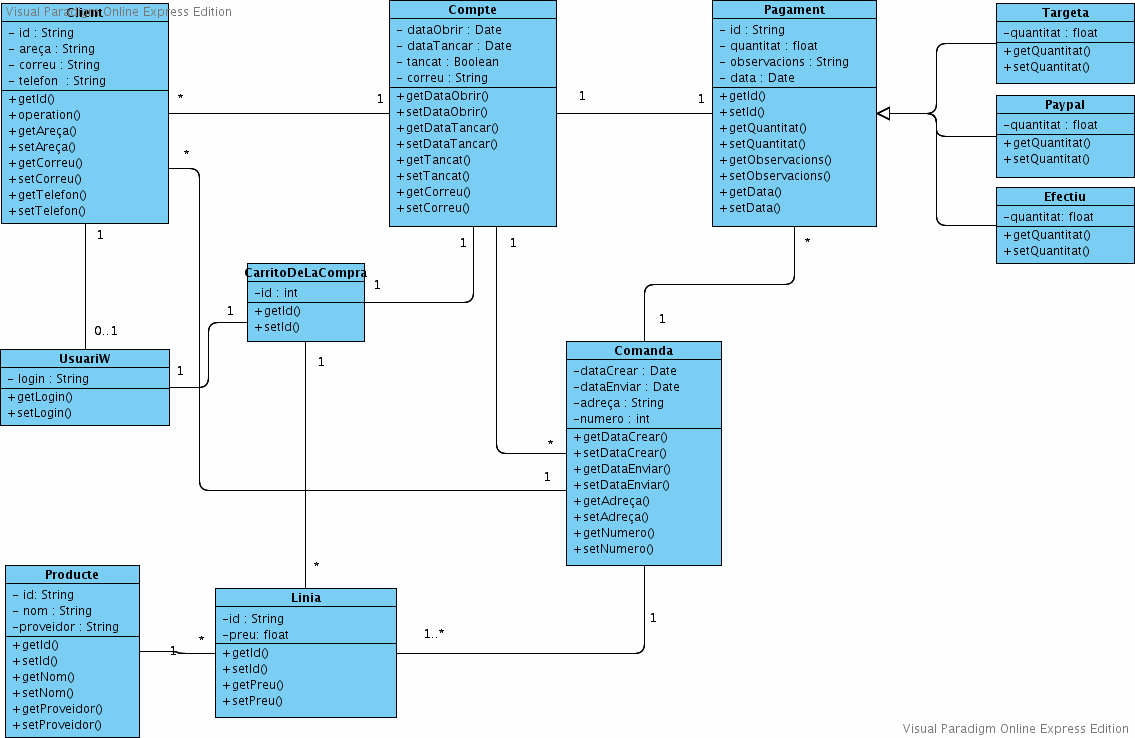 Visual Paradigm Online Express Edition
Client
- id : String
- areça : String
- correu : String
- telefon : String
+getId()
+operation()
+getAreça()
+setAreça()
+getCorreu()
+setCorreu()
+getTelefon()
+setTelefon()
Compte
- dataObrir : Date
- dataTancar : Date
- tancat : Boolean
- correu : String
+getDataObrir()
+setDataObrir()
+getDataTancar()
+setDataTancar()
+getTancat()
+setTancat()
+getCorreu()
+setCorreu()
Pagament
- id : String
- quantitat : float
- observacions : String
- data : Date
+getId()
+setId()
+getQuantitat()
+setQuantitat()
+getObservacions()
+setObservacions()
+getData()
+setData()
Targeta
-quantitat : float
+getQuantitat()
+setQuantitat()
Paypal
-quantitat : float
+getQuantitat()
+setQuantitat()
Efectiu
-quantitat: float
+getQuantitat()
+setQuantitat()
*
1
1
1
*
1
0..1
1
1
1
1
1
*
1
CarritoDeLaCompra
-id : int
+getId()
+setId()
UsuariW
- login : String
+getLogin()
+setLogin()
1
*
*
1
Comanda
-dataCrear : Date
-dataEnviar : Date
-adreça : String
-numero : int
+getDataCrear()
+setDataCrear()
+getDataEnviar()
+setDataEnviar()
+getAdreça()
+setAdreça()
+getNumero()
+setNumero()
Producte
- id: String
- nom : String
-proveidor : String
+getId()
+setId()
+getNom()
+setNom()
+getProveidor()
+setProveidor()
1
*
Linia
-id : String
-preu: float
+getId()
+setId()
+getPreu()
+setPreu()
1..*
1
Visual Paradigm Online Express Edition